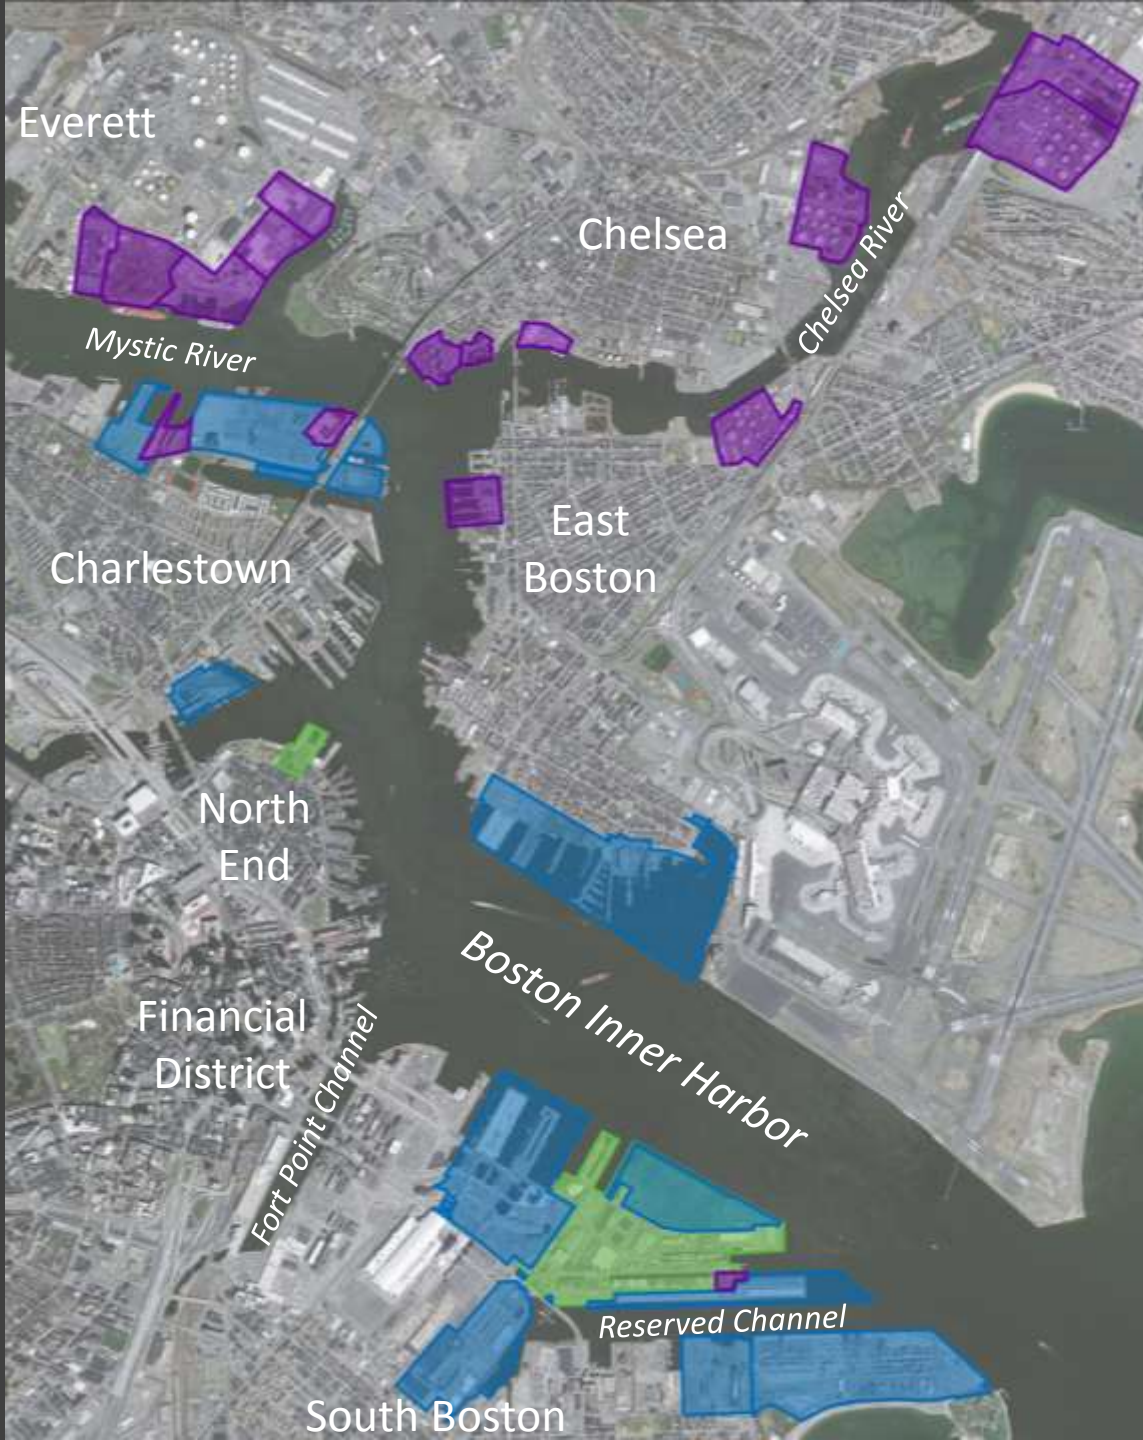 Everett
Chelsea
Chelsea River
Mystic River
East
Boston
Charlestown
North
End
Boston Inner Harbor
Financial
District
Fort Point Channel
Reserved Channel
South Boston